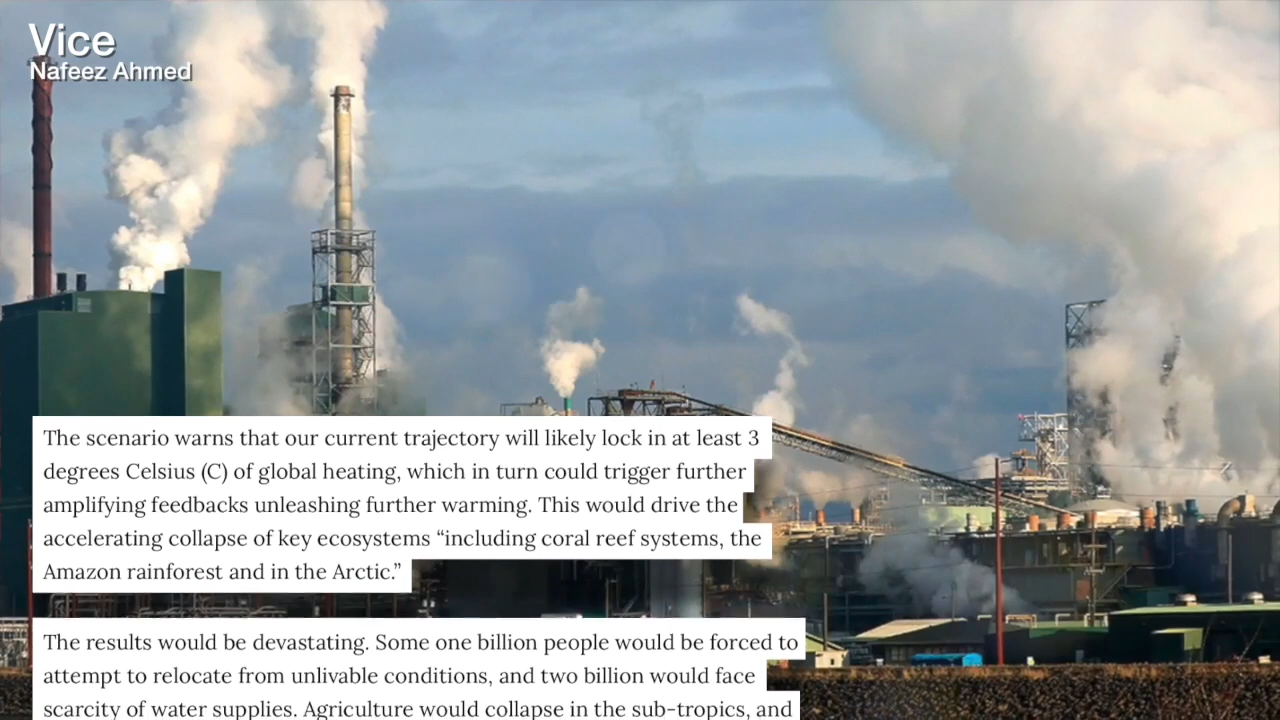 Vice
Nafeez Ahmed
The scenario warns that our current trajectory will likely lock in at least 3
degrees Celsius (C) of global heating, which in turn could trigger further
amplifying feedbacks unleashing further warming. This would drive the
accelerating collapse of key ecosystems “including coral reef systems, the
Amazon rainforest and in the Arctic.”
The results would be devastating. Some one billion people would be forced to
attempt to relocate from unlivable conditions, and two billion would face
scarcity of water supplies. Agriculture would collapse in the sub-tropics, and